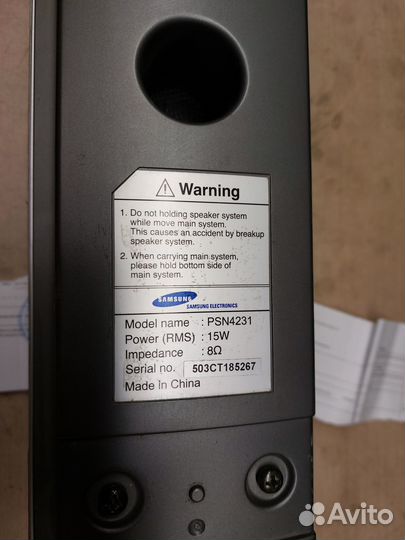 Warning
1. Do not holding speaker system
while move main system.
This causes an accident by breakup
speaker system.
2. When carrying main system,
please hold bottom side of
main system.
SAMSUNG
SAMSUNG ELECTRONICS
Model name : PSN4231
Power (RMS) : 15W
Impedance : 8Ω
Serial no. 503CT185267
Made in China
Avito